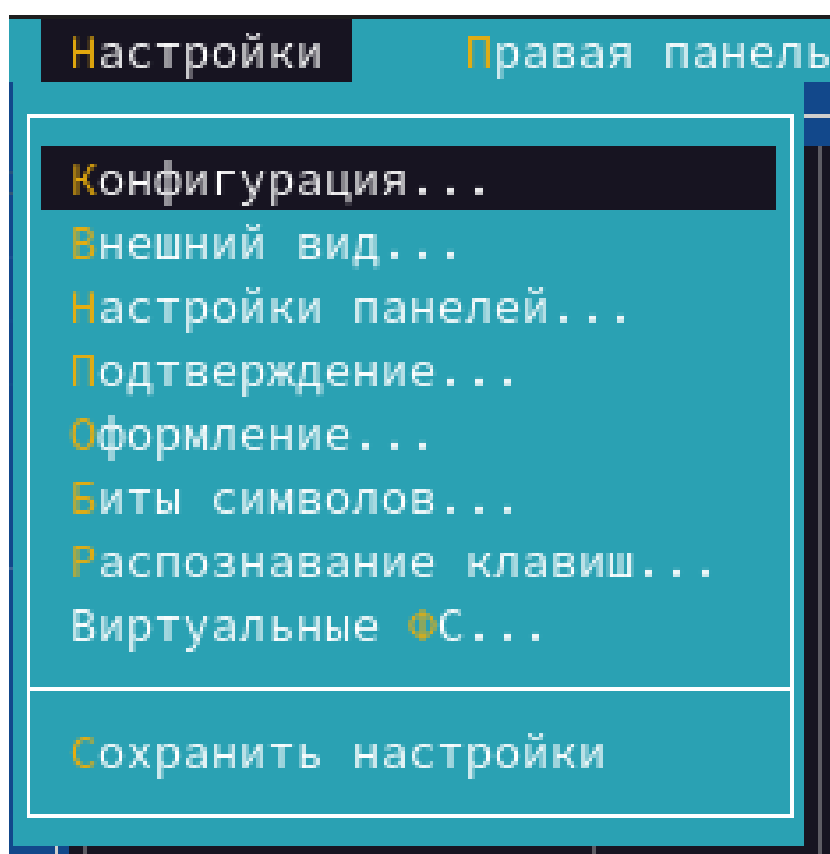 Настройки Правая панель
Конфигурация...
Внешний вид...
Настройки панелей...
Подтверждение...
Оформление...
Биты символов...
Распознавание клавиш...
Виртуальные ФС...
Сохранить настройки